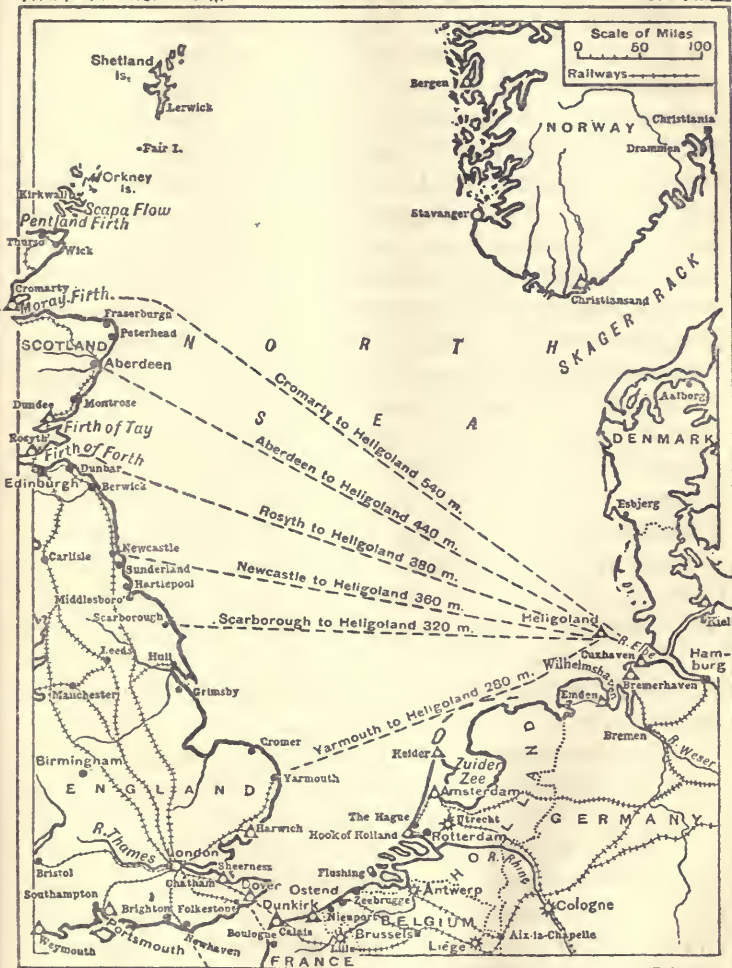 Scale of Miles
0 50 100
Railways
Shetland
Is.
Lerwick
Fair I.
Bergen
NORWAY
Christiania
Drammen
Orkney
Is.
Kirkwall
Scapa Flow
Pentland Firth
Thurso
Wick
Stavanger
Christiansand
SKAGER RACK
Cromarty
Moray Firth
Fraserburgh
Peterhead
SCOTLAND
Aberdeen
NORTH
SEA
Dundee
Montrose
Firth of Tay
Rosyth
Firth of Forth
Edinburgh
Dunbar
Berwick
Aalborg
DENMARK
Esbjerg
Cromarty to Heligoland 540 m.
Aberdeen to Heligoland 440 m.
Rosyth to Heligoland 380 m.
Newcastle to Heligoland 360 m.
Scarborough to Heligoland 320 m.
Yarmouth to Heligoland 280 m.
Carlisle
Newcastle
Sunderland
Hartlepool
Middlesboro'
Scarborough
Leeds
Hull
Manchester
Grimsby
Heligoland
R. Elbe
Kiel
Cuxhaven
Hamburg
Wilhelmshaven
Bremerhaven
Emden
Bremen
R. Weser
Cromer
Birmingham
Yarmouth
ENGLAND
Helder
Zuider
Zee
Amsterdam
The Hague
Utrecht
Hook of Holland
Rotterdam
HOLLAND
GERMANY
R. Rhine
Harwich
R. Thames
London
Sheerness
Bristol
Chatham
Dover
Flushing
Ostend
Zeebrugge
Antwerp
Cologne
Southampton
Brighton
Folkestone
Dunkirk
Nieuport
BELGIUM
Weymouth
Portsmouth
Newhaven
Boulogne
Calais
Lille
Brussels
Liége
Aix-la-Chapelle
FRANCE